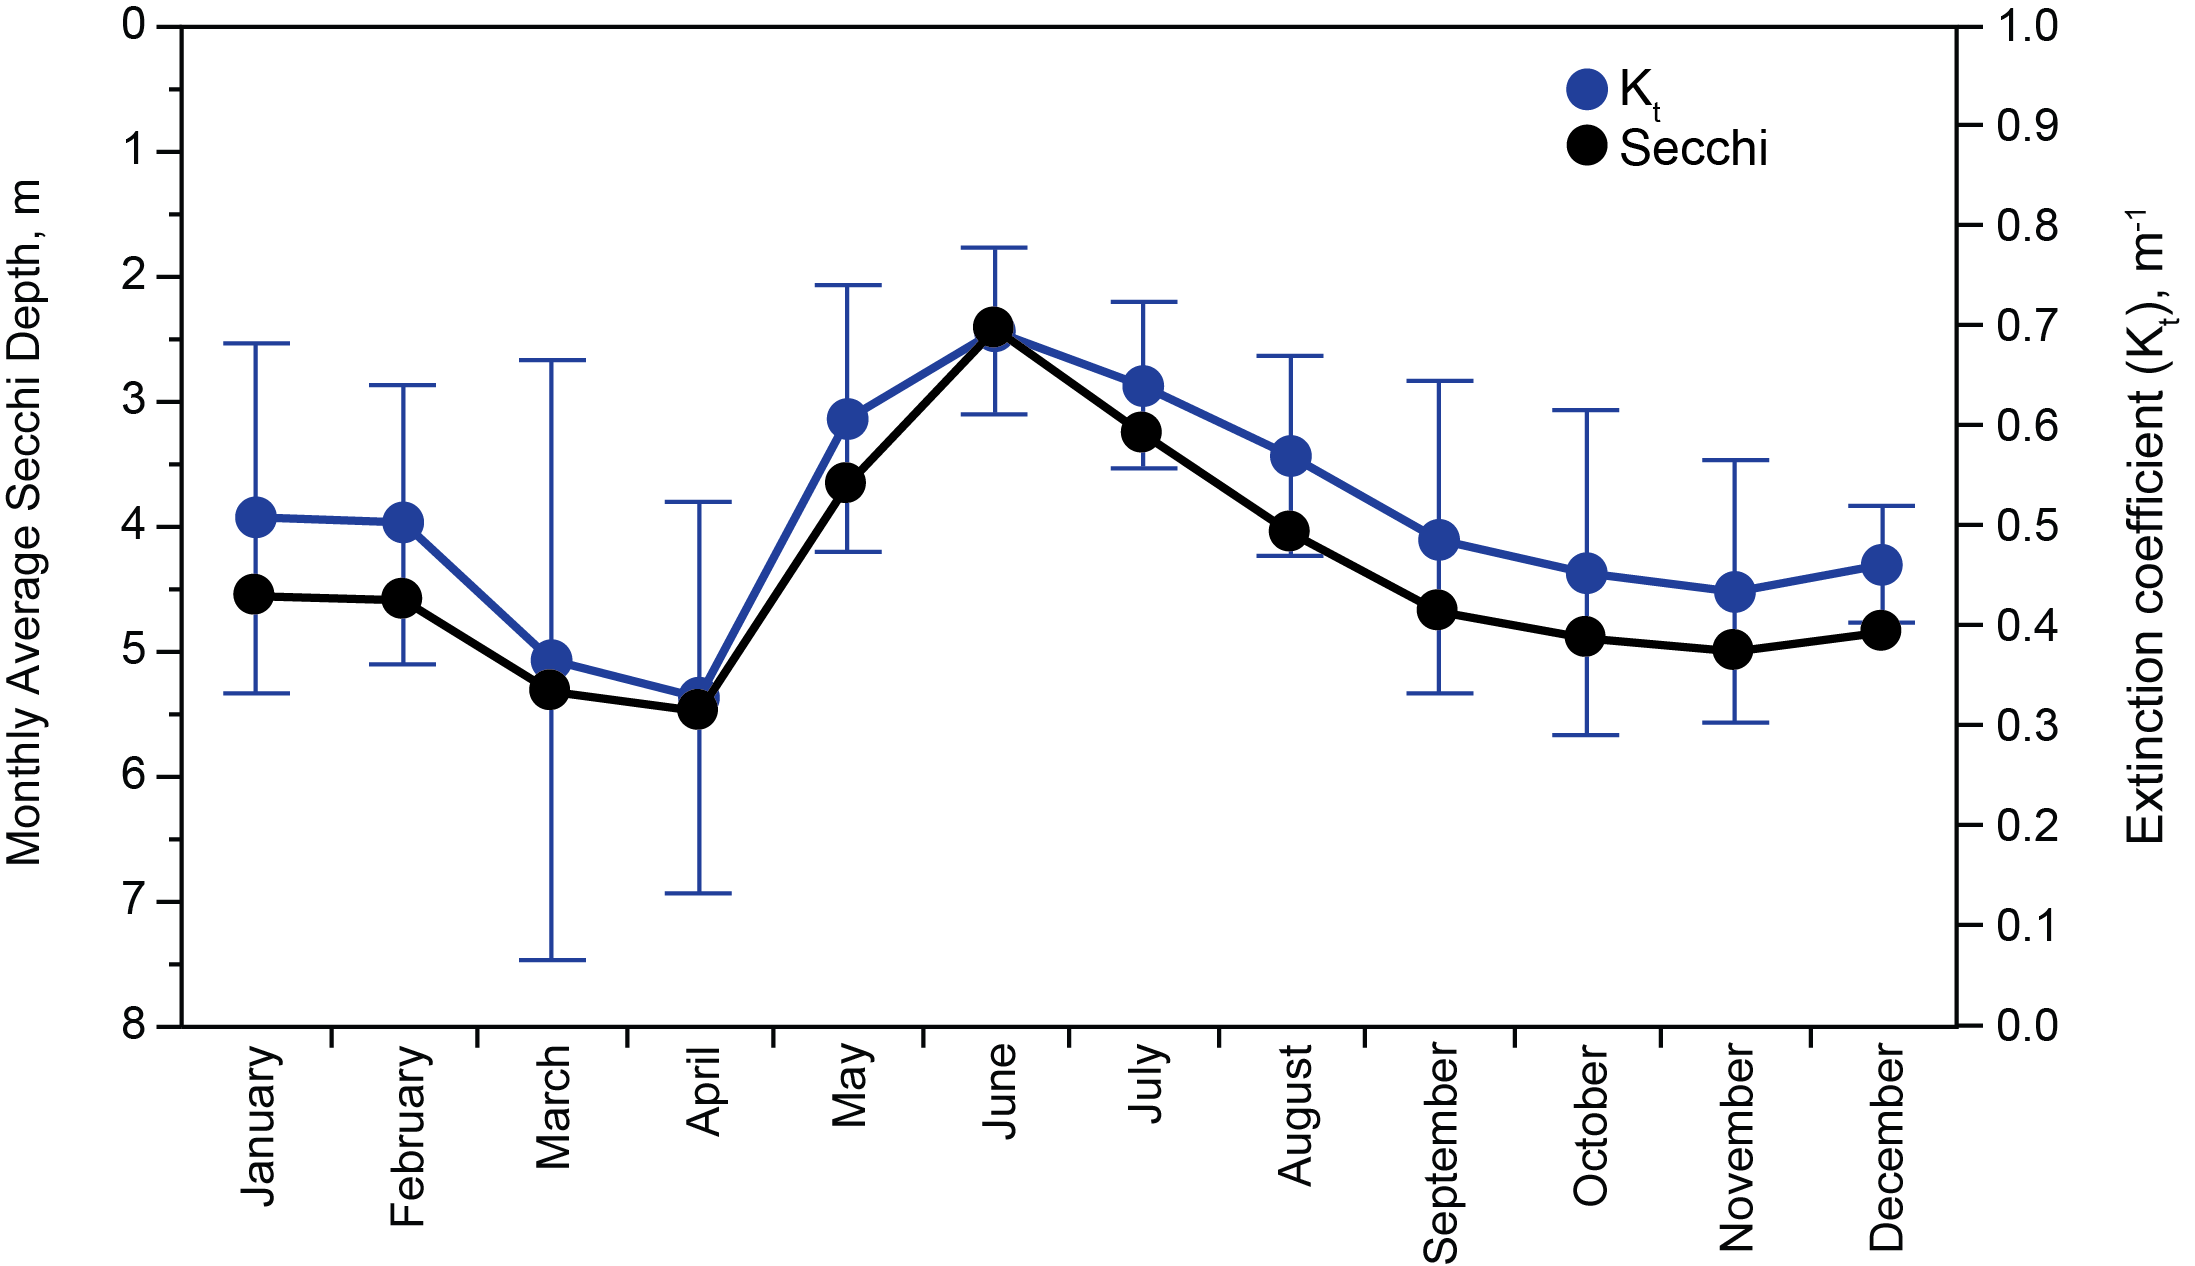 Monthly Average Secchi Depth, m
0
1
2
3
4
5
6
7
8
Kt
Secchi
1.0
0.9
0.8
0.7
0.6
0.5
0.4
0.3
0.2
0.1
0.0
Extinction coefficient (Kt), m-1
January
February
March
April
May
June
July
August
September
October
November
December